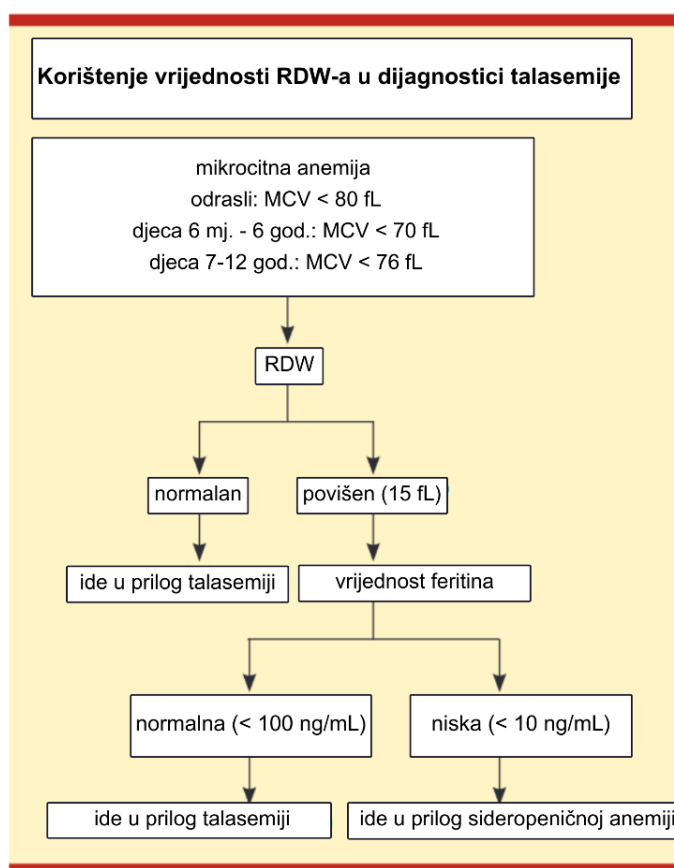 Korištenje vrijednosti RDW-a u dijagnostici talasemije
mikrocitna anemija
odrasli: MCV < 80 fL
djeca 6 mj. - 6 god.: MCV < 70 fL
djeca 7-12 god.: MCV < 76 fL
RDW
normalan
povišen (15 fL)
ide u prilog talasemiji
vrijednost feritina
normalna (< 100 ng/mL)
niska (< 10 ng/mL)
ide u prilog talasemiji
ide u prilog sideropeničnoj anemiji